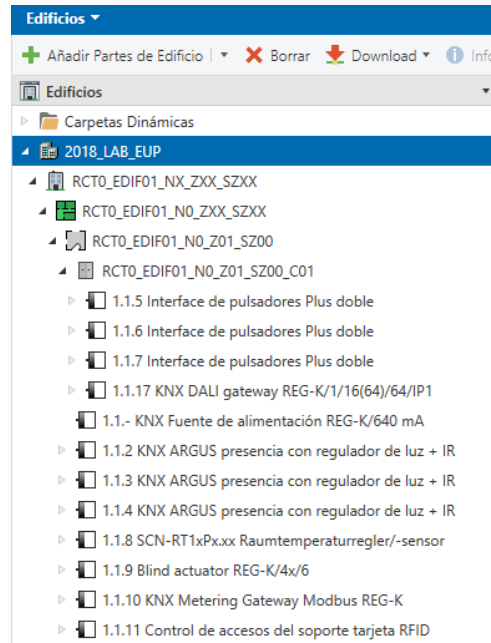 Edificios
Añadir Partes de Edificio Borrar Download Info
Edificios
Carpetas Dinámicas
2018_LAB_EUP
RCT0_EDIF01_NX_ZXX_SZXX
RCT0_EDIF01_N0_ZXX_SZXX
RCT0_EDIF01_N0_Z01_SZ00
RCT0_EDIF01_N0_Z01_SZ00_C01
1.1.5 Interface de pulsadores Plus doble
1.1.6 Interface de pulsadores Plus doble
1.1.7 Interface de pulsadores Plus doble
1.1.17 KNX DALI gateway REG-K/1/16(64)/64/IP1
1.1.- KNX Fuente de alimentación REG-K/640 mA
1.1.2 KNX ARGUS presencia con regulador de luz + IR
1.1.3 KNX ARGUS presencia con regulador de luz + IR
1.1.4 KNX ARGUS presencia con regulador de luz + IR
1.1.8 SCN-RT1xPx.xx Raumtemperaturregler/-sensor
1.1.9 Blind actuator REG-K/4x/6
1.1.10 KNX Metering Gateway Modbus REG-K
1.1.11 Control de accesos del soporte tarjeta RFID